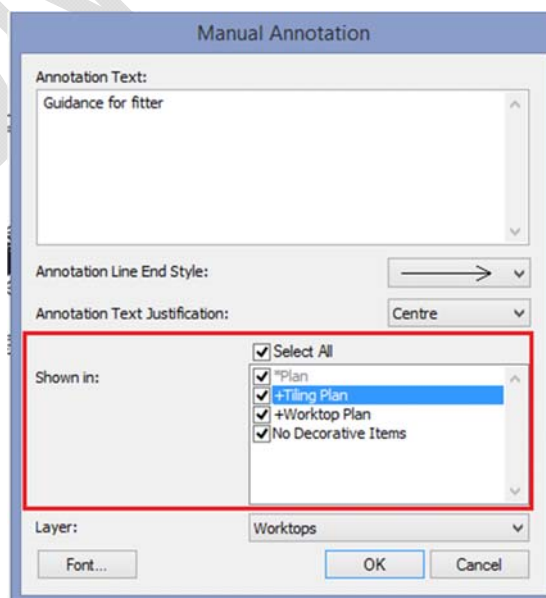 Manual Annotation
Annotation Text:
Guidance for fitter
Annotation Line End Style:
Annotation Text Justification:
Centre
Select All
Shown in:
*Plan
+Tiling Plan
+Worktop Plan
No Decorative Items
Layer:
Worktops
Font...
OK
Cancel